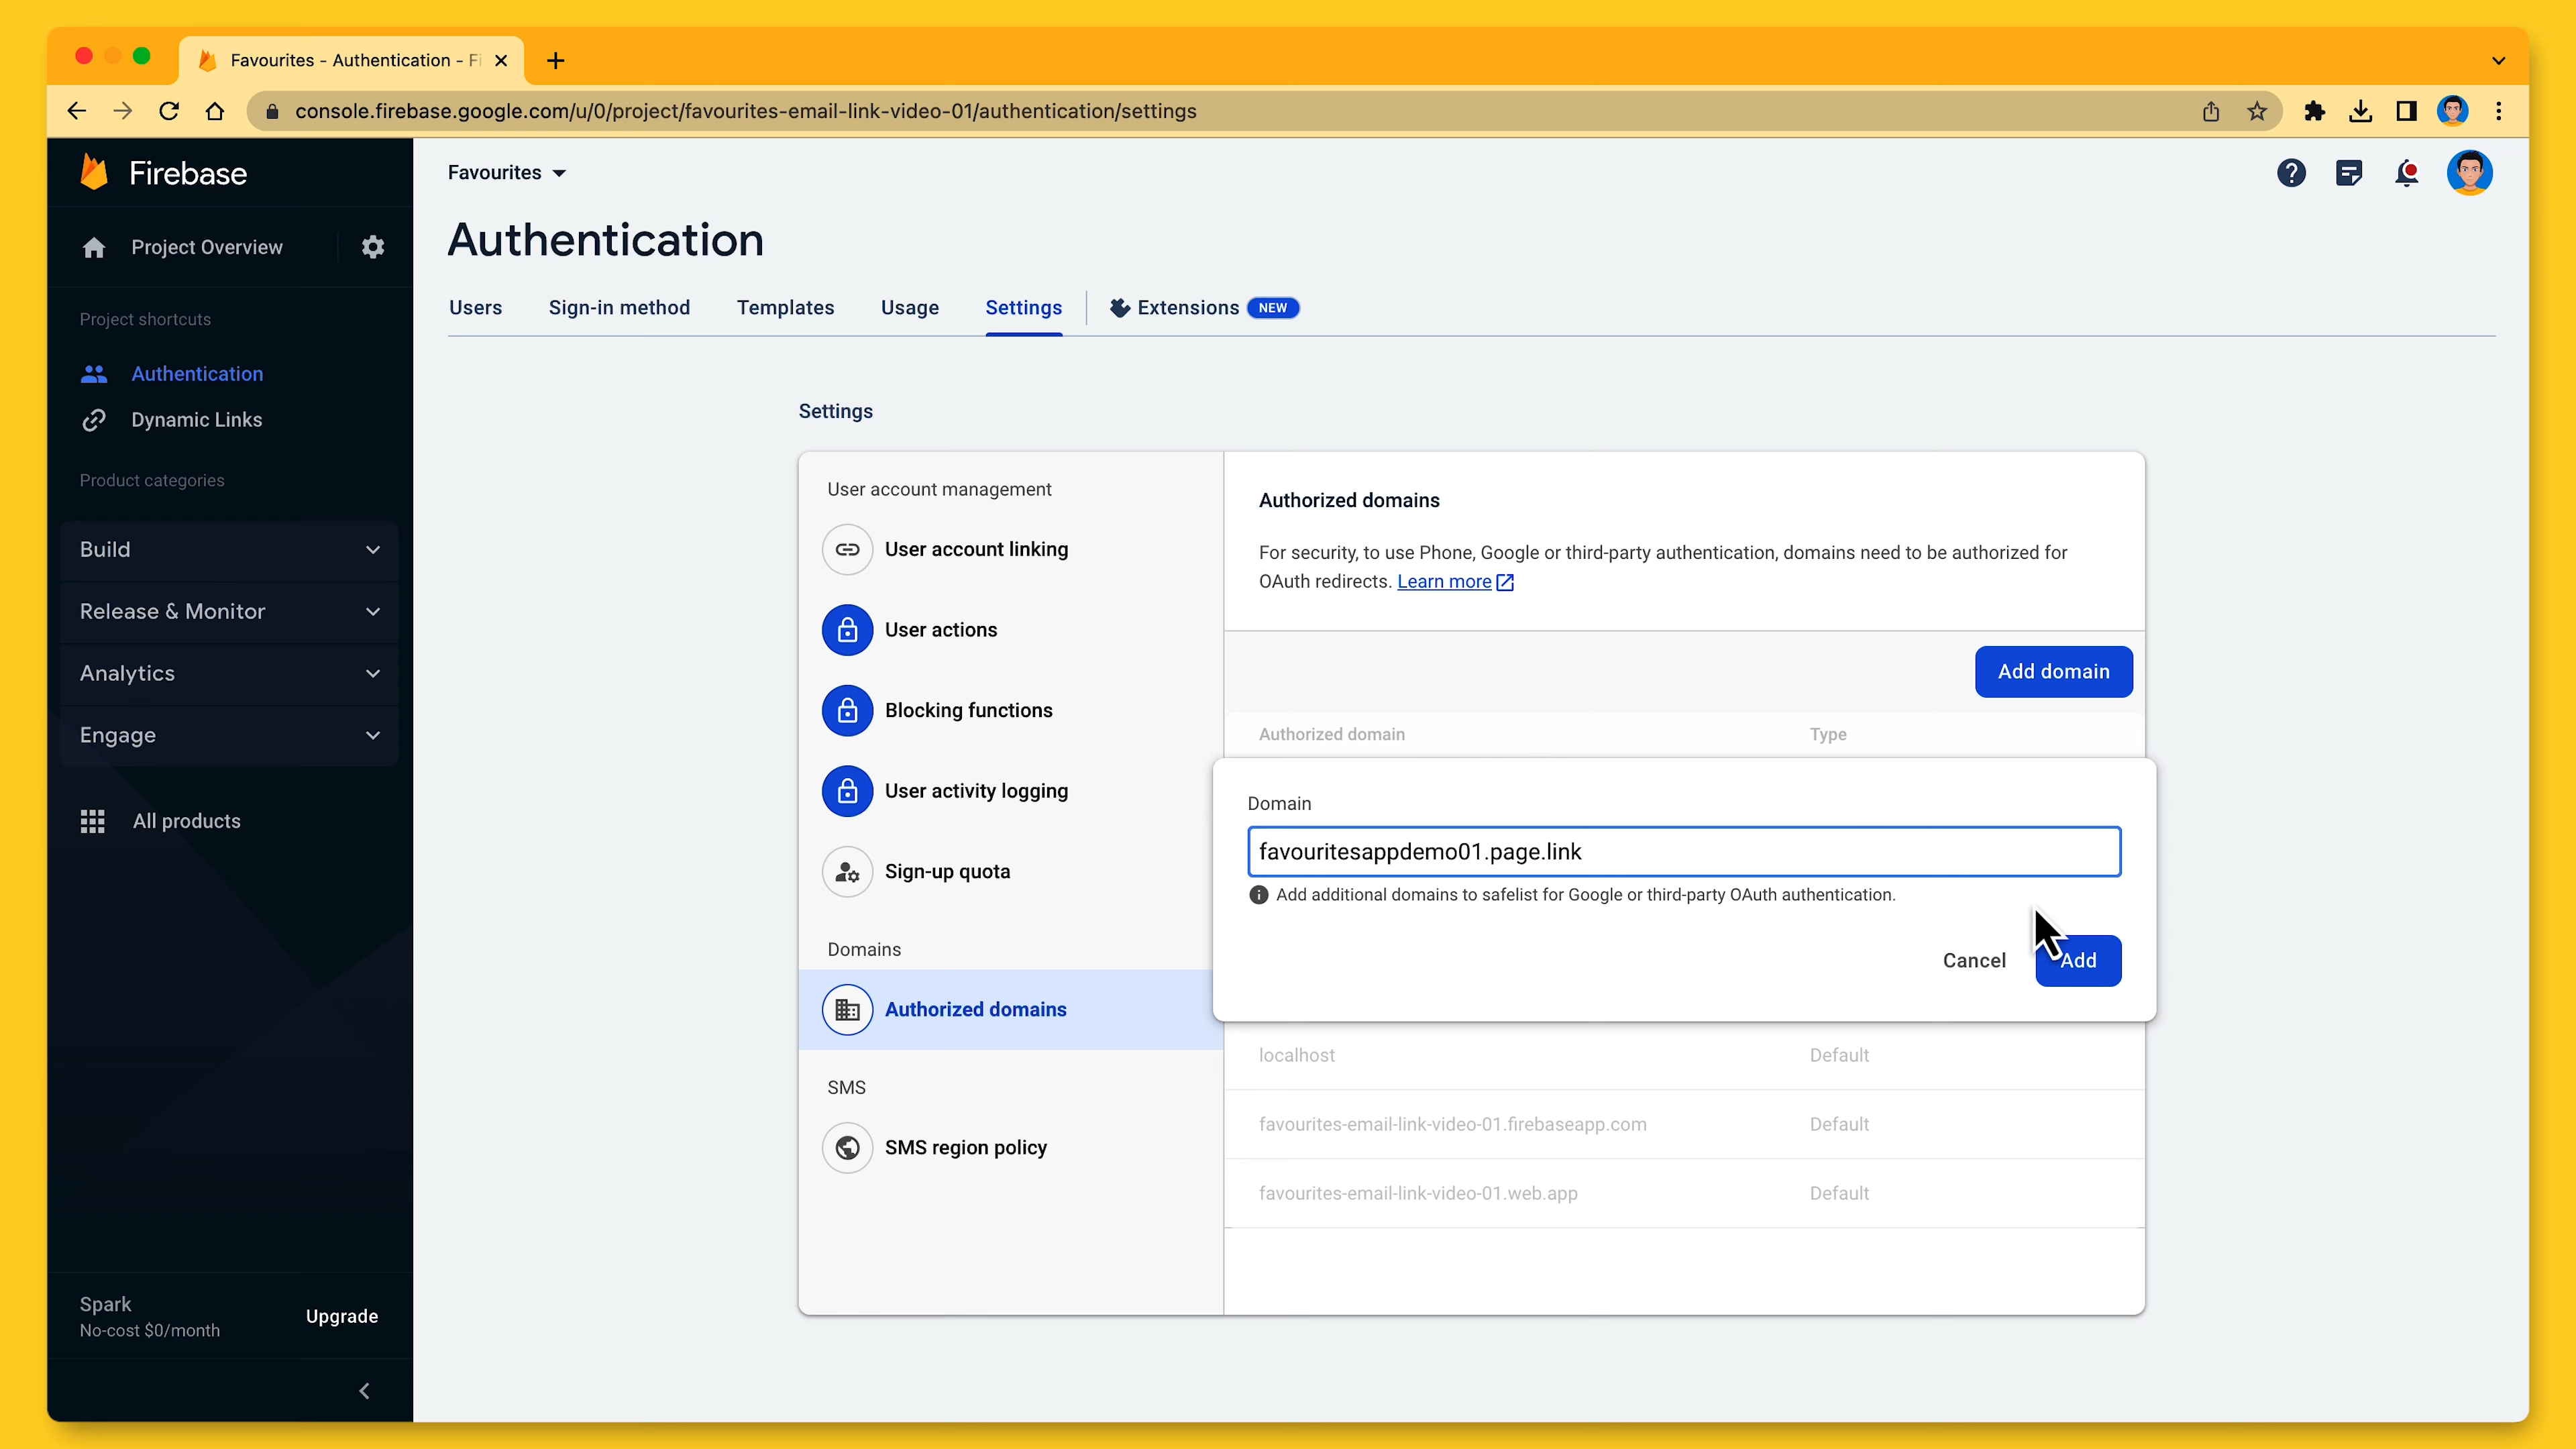 Favourites - Authentication - Fi
console.firebase.google.com/u/0/project/favourites-email-link-video-01/authentication/settings
Firebase
Project Overview
Project shortcuts
Authentication
Dynamic Links
Product categories
Build
Release & Monitor
Analytics
Engage
All products
Spark
No-cost $0/month
Upgrade
Favourites
Authentication
Users
Sign-in method
Templates
Usage
Settings
Extensions NEW
Settings
User account management
User account linking
User actions
Blocking functions
User activity logging
Sign-up quota
Domains
Authorized domains
SMS
SMS region policy
Authorized domains
For security, to use Phone, Google or third-party authentication, domains need to be authorized for
OAuth redirects. Learn more
Add domain
Authorized domain Type
Domain
favouritesappdemo01.page.link
Add additional domains to safelist for Google or third-party OAuth authentication.
Cancel Add
localhost Default
favourites-email-link-video-01.firebaseapp.com Default
favourites-email-link-video-01.web.app Default